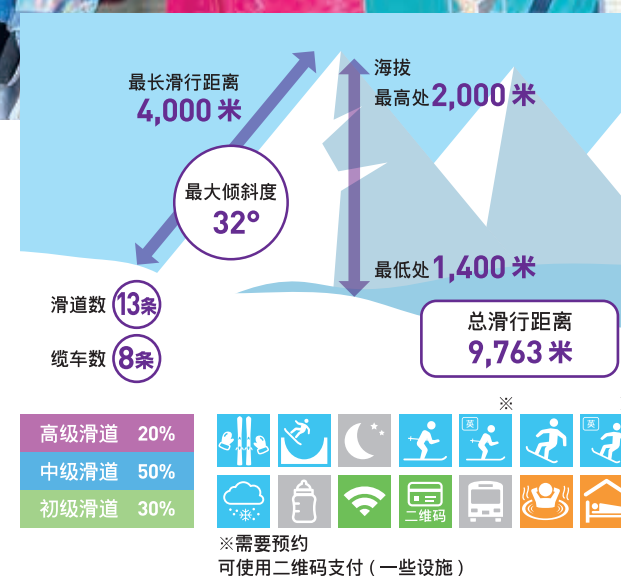 最长滑行距离
4,000 米
海拔
最高处2,000 米
最大倾斜度
32°
最低处1,400 米
滑道数 13条
缆车数 8条
总滑行距离
9,763 米
高级滑道 20%
中级滑道 50%
初级滑道 30%
※
英
英
二维码
※需要预约
可使用二维码支付 ( 一些设施 )